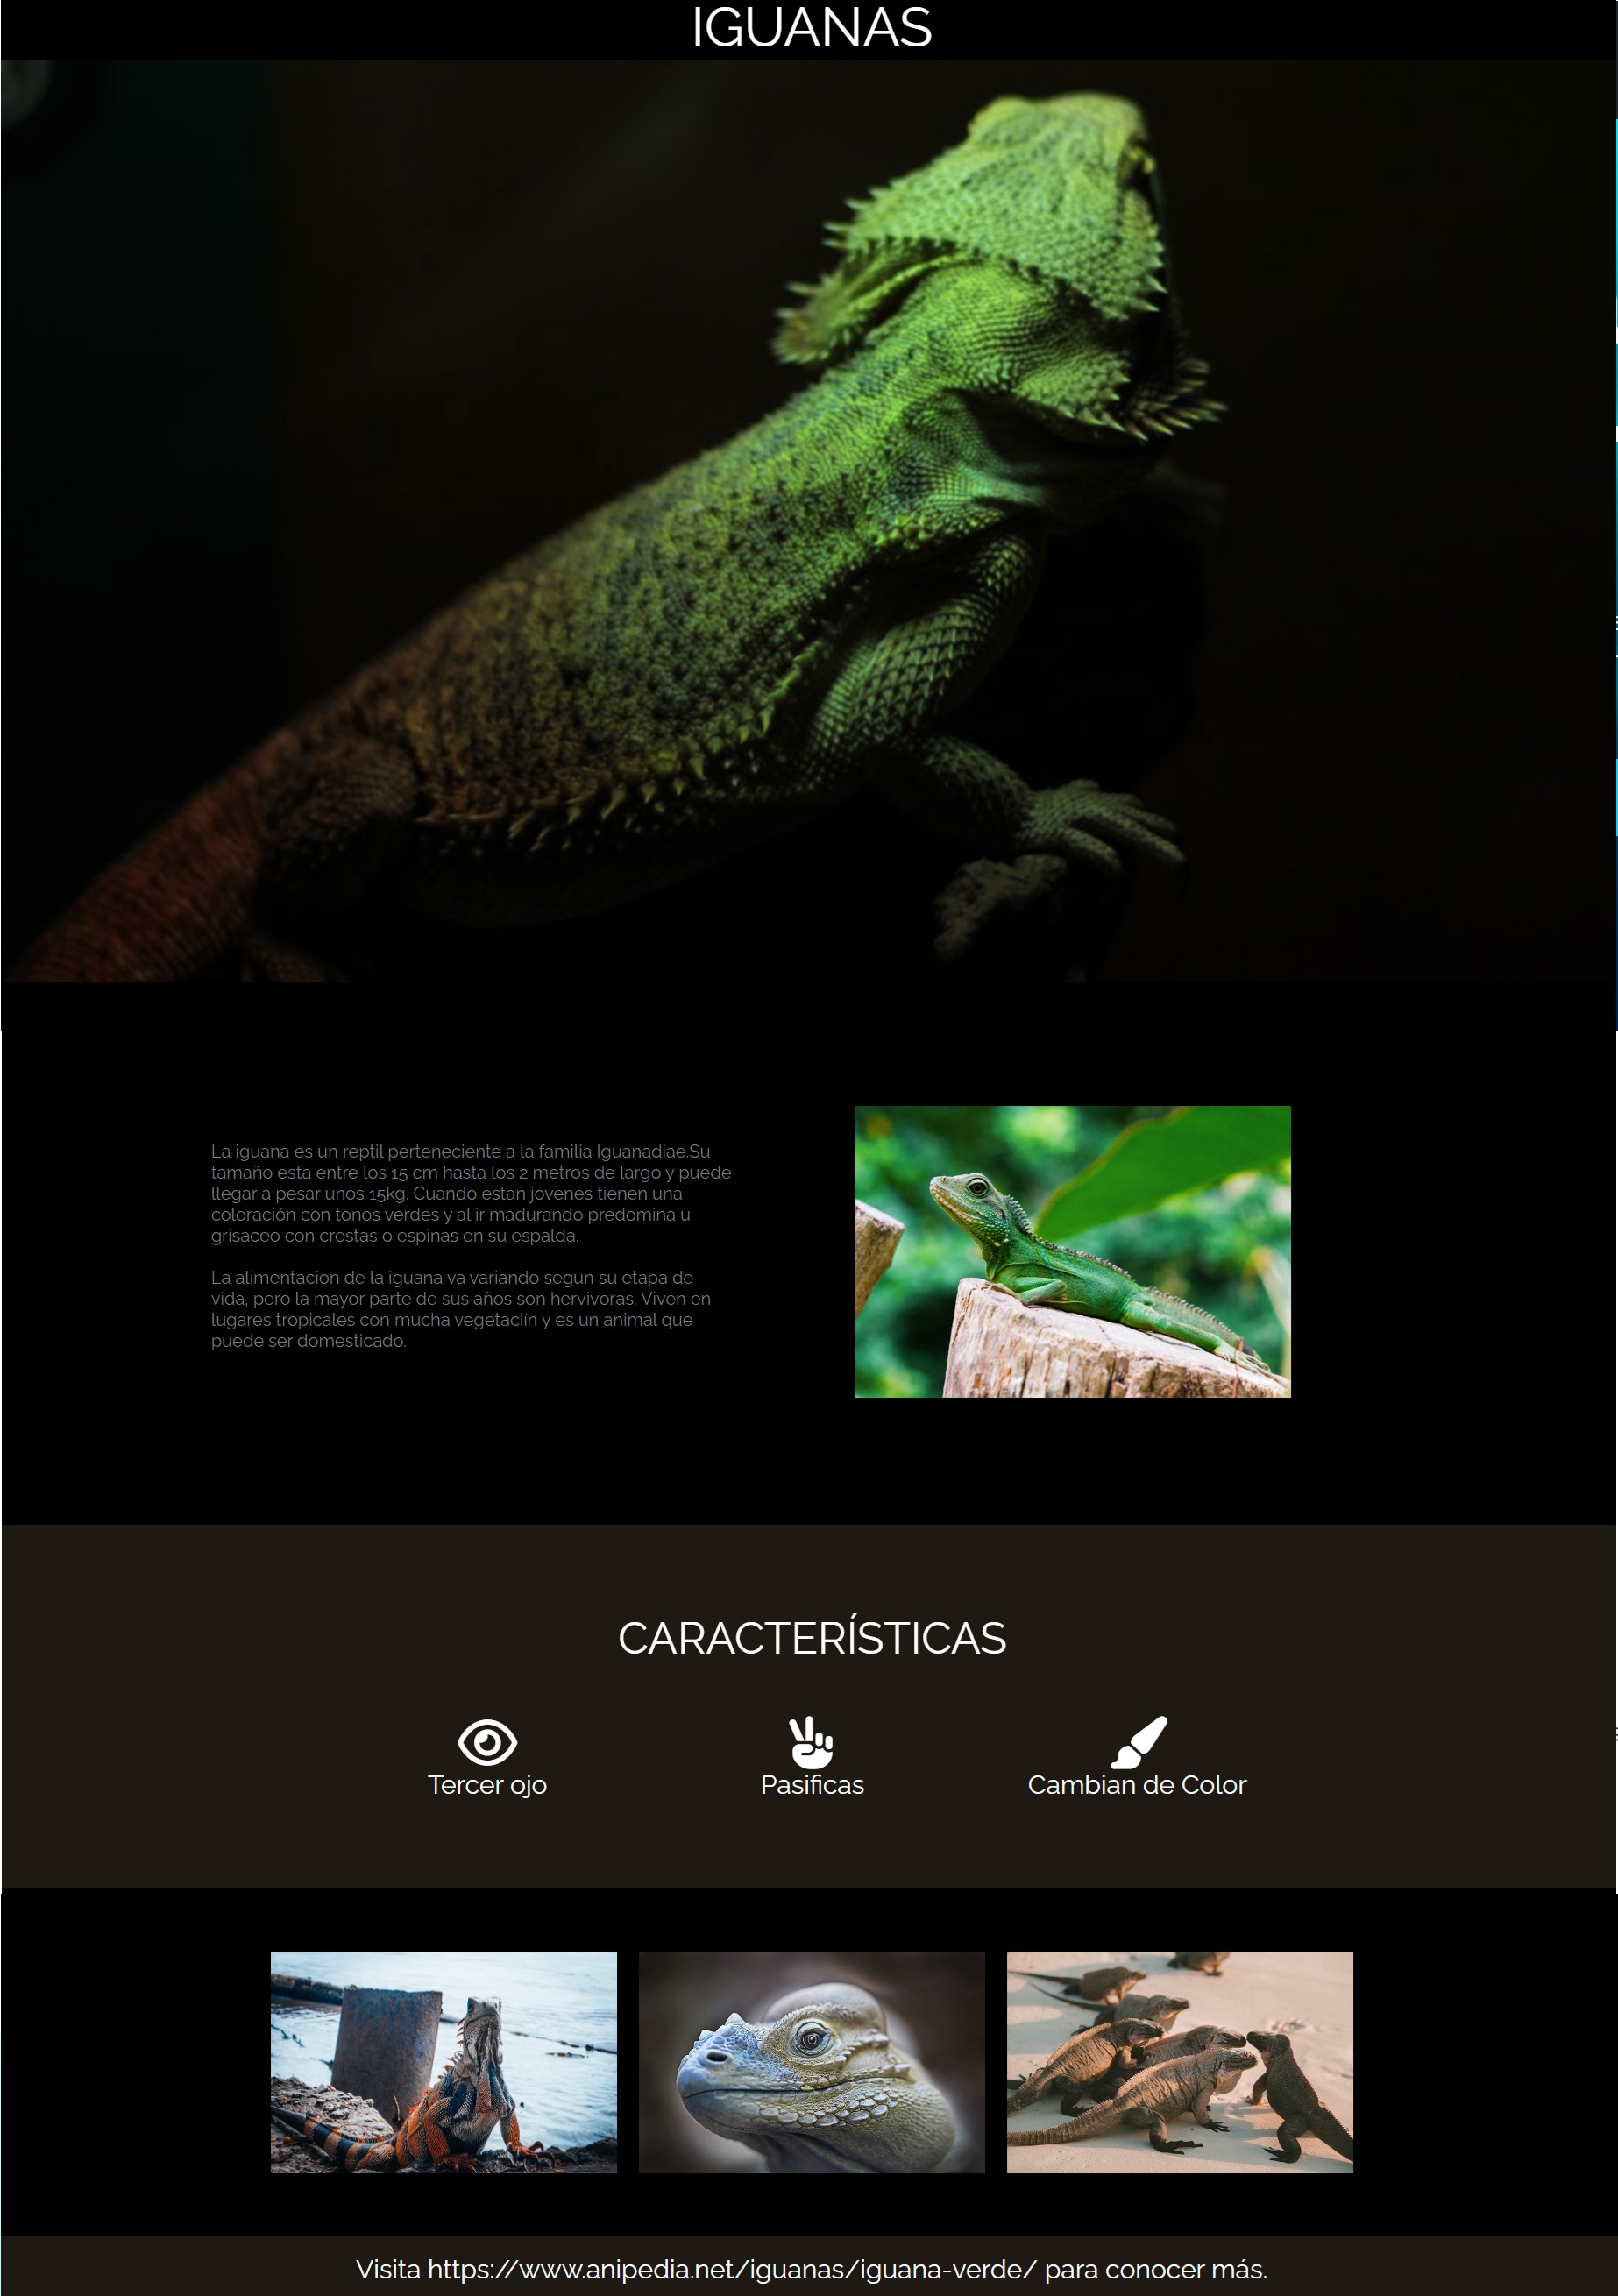 IGUANAS
La iguana es un reptil perteneciente a la familia Iguanadiae.Su
tamaño esta entre los 15 cm hasta los 2 metros de largo y puede
llegar a pesar unos 15kg. Cuando estan jovenes tienen una
coloración con tonos verdes y al ir madurando predomina u
grisaceo con crestas o espinas en su espalda.
La alimentacion de la iguana va variando segun su etapa de
vida, pero la mayor parte de sus años son hervivoras. Viven en
lugares tropicales con mucha vegetaciín y es un animal que
puede ser domesticado.
CARACTERÍSTICAS
Tercer ojo
Pasificas
Cambian de Color
Visita https://www.anipedia.net/iguanas/iguana-verde/ para conocer más.